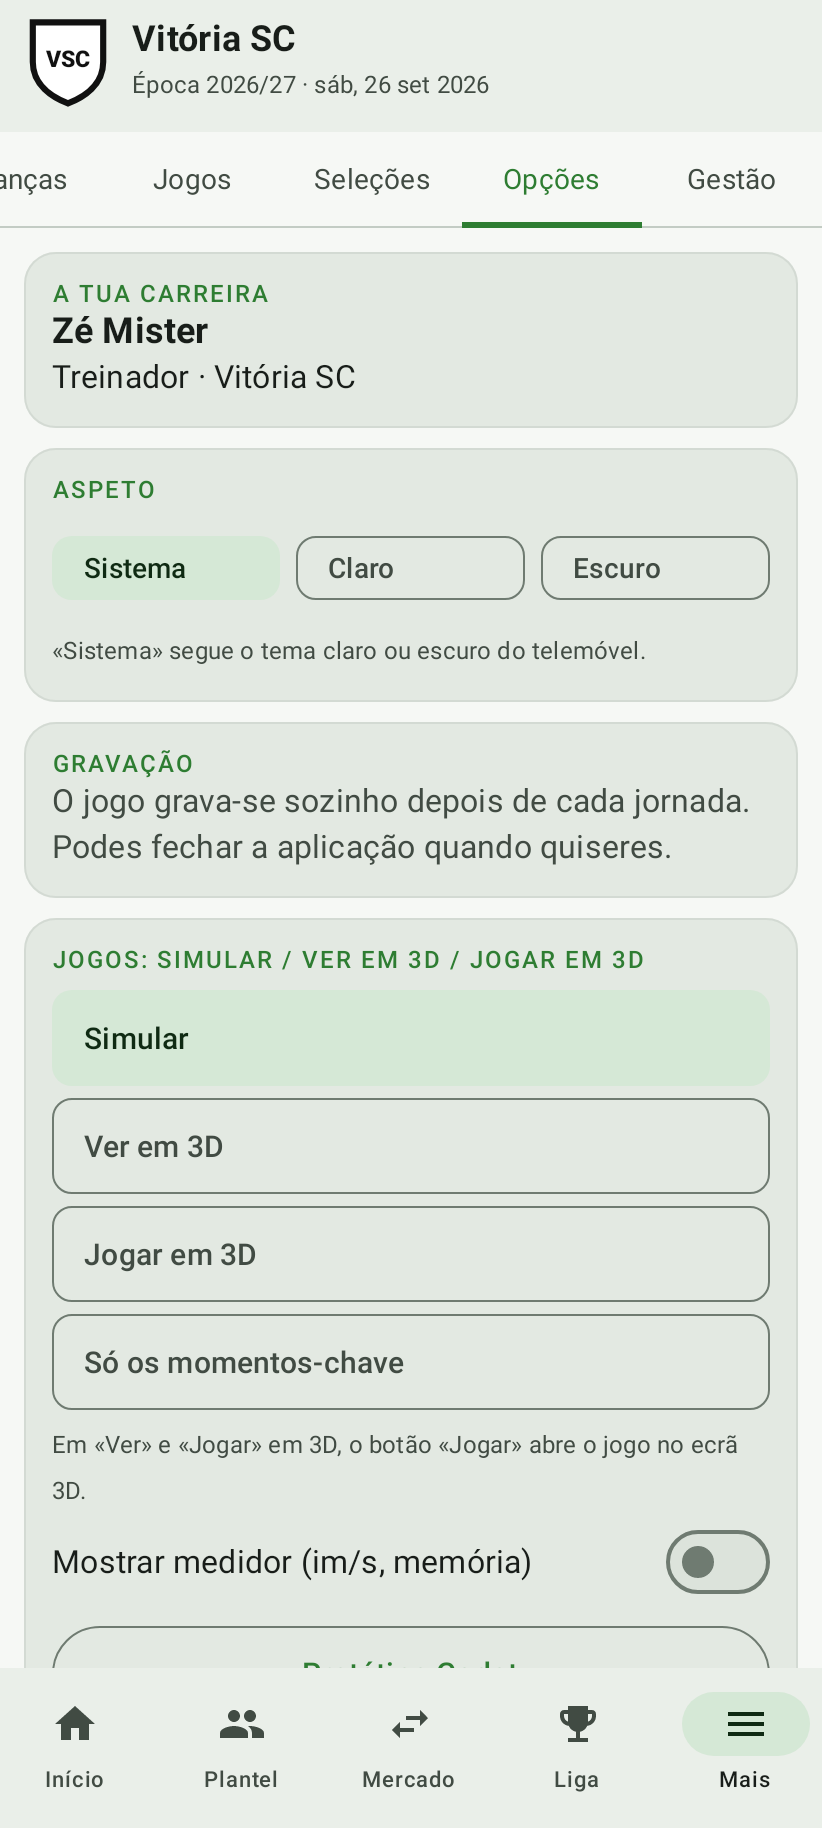 VSC
Vitória SC
Época 2026/27 · sáb, 26 set 2026
anças
Jogos
Seleções
Opções
Gestão
A TUA CARREIRA
Zé Mister
Treinador · Vitória SC
ASPETO
Sistema
Claro
Escuro
«Sistema» segue o tema claro ou escuro do telemóvel.
GRAVAÇÃO
O jogo grava-se sozinho depois de cada jornada.
Podes fechar a aplicação quando quiseres.
JOGOS: SIMULAR / VER EM 3D / JOGAR EM 3D
Simular
Ver em 3D
Jogar em 3D
Só os momentos-chave
Em «Ver» e «Jogar» em 3D, o botão «Jogar» abre o jogo no ecrã
3D.
Mostrar medidor (im/s, memória)
Início
Plantel
Mercado
Liga
Mais